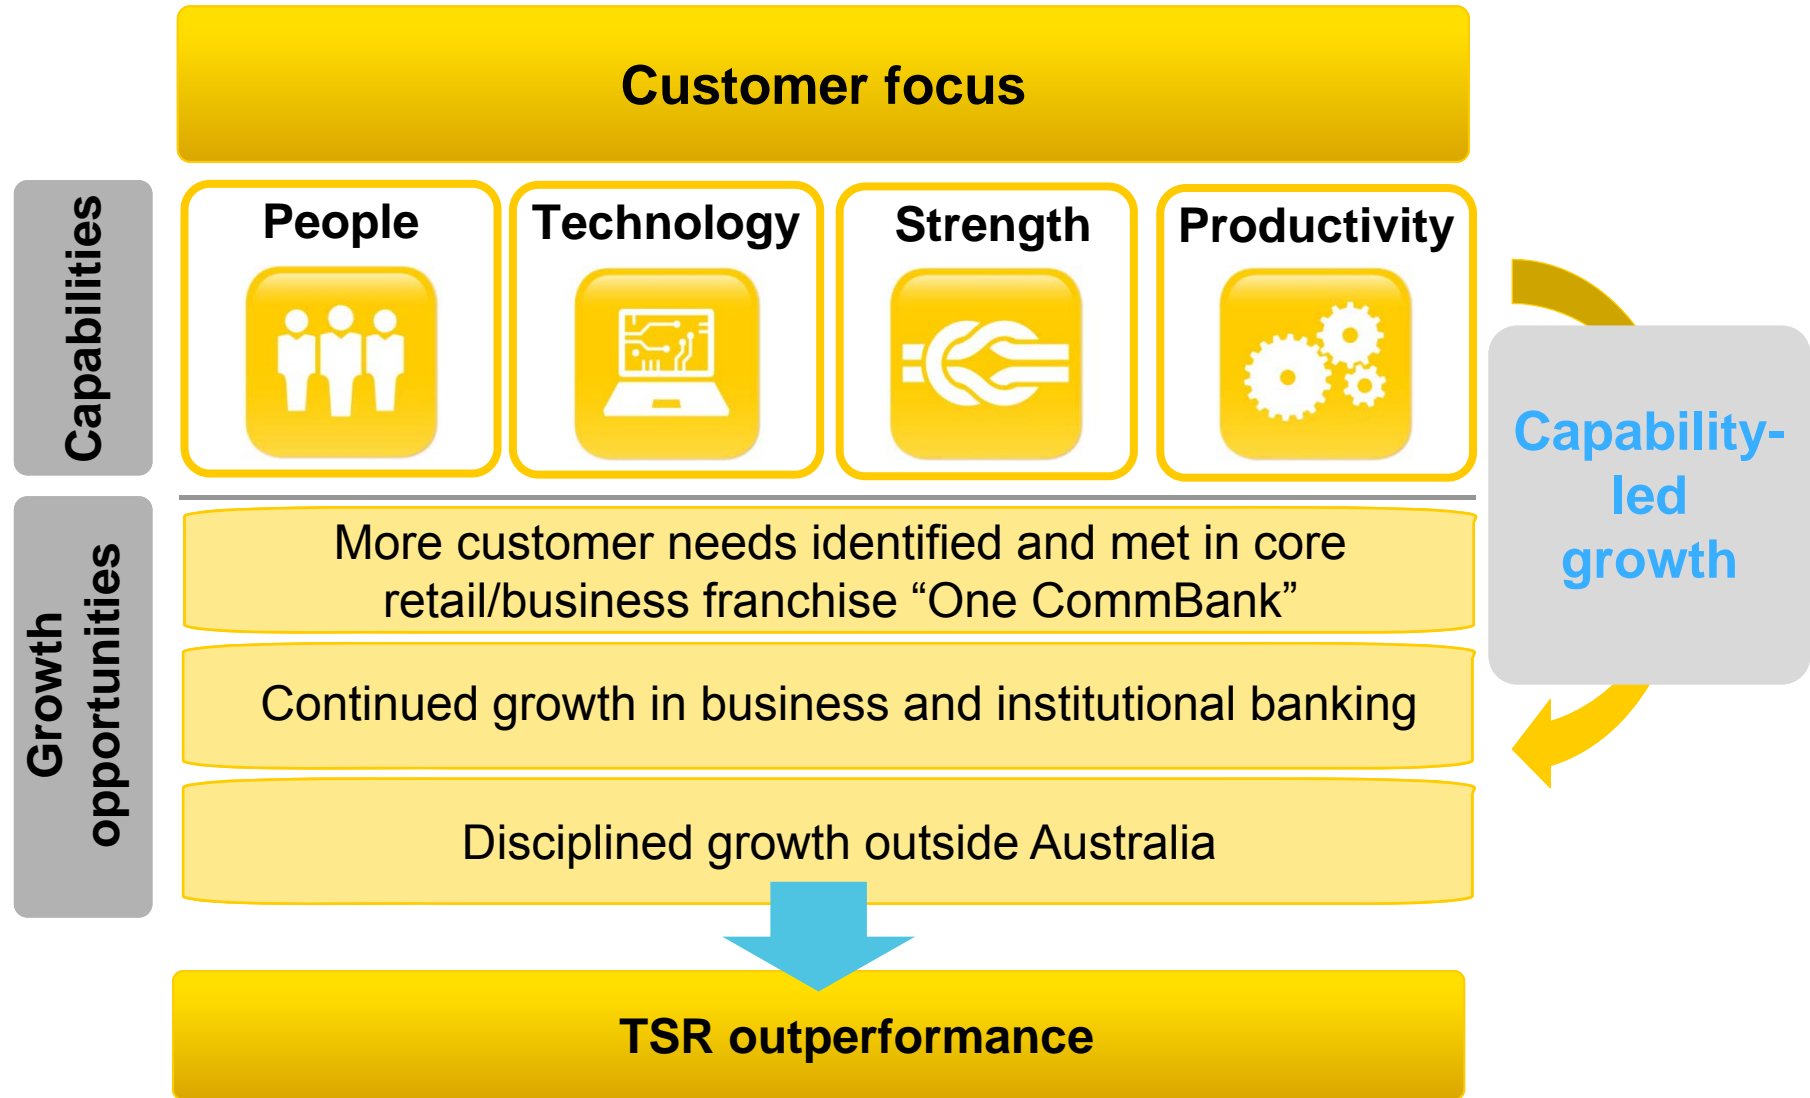 Customer focus
Capabilities
People
Technology
Strength
Productivity
Capability-
led
growth
Growth
opportunities
More customer needs identified and met in core
retail/business franchise “One CommBank”
Continued growth in business and institutional banking
Disciplined growth outside Australia
TSR outperformance